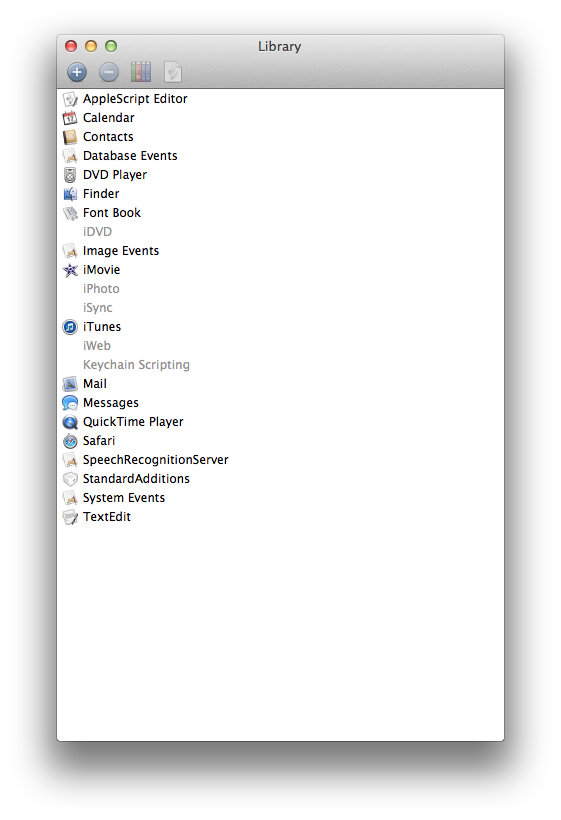 Library
AppleScript Editor
Calendar
Contacts
Database Events
DVD Player
Finder
Font Book
iDVD
Image Events
iMovie
iPhoto
iSync
iTunes
iWeb
Keychain Scripting
Mail
Messages
QuickTime Player
Safari
SpeechRecognitionServer
StandardAdditions
System Events
TextEdit